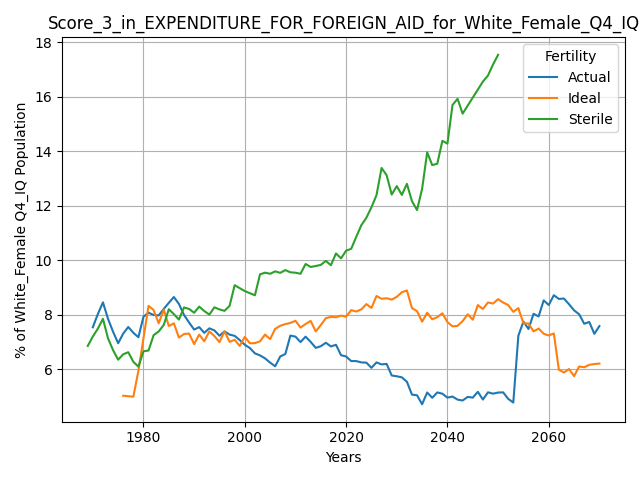 Score_3_in_EXPENDITURE_FOR_FOREIGN_AID_for_White_Female_Q4_IQ
18
16
14
12
10
8
6
% of White_Female Q4_IQ Population
Fertility
Actual
Ideal
Sterile
1980 2000 2020 2040 2060
Years